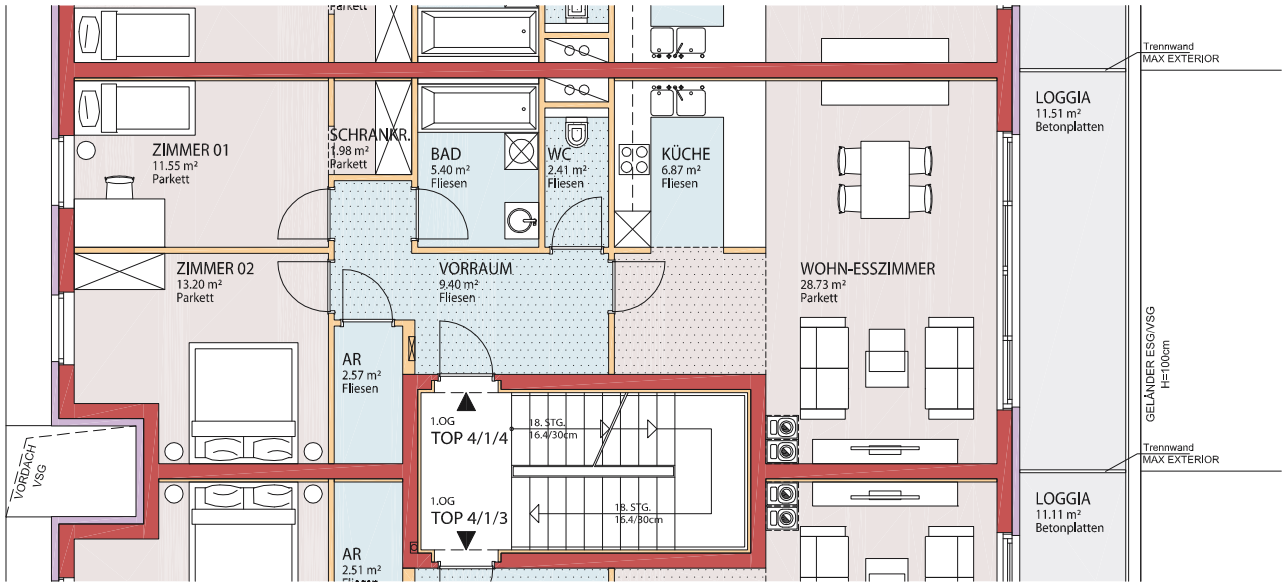 Parkett
Trennwand
MAX EXTERIOR
LOGGIA
11.51 m²
Betonplatten
ZIMMER 01
11.55 m²
Parkett
SCHRANKR.
1.98 m²
Parkett
BAD
5.40 m²
Fliesen
WC
2.41 m²
Fliesen
KÜCHE
6.87 m²
Fliesen
ZIMMER 02
13.20 m²
Parkett
VORRAUM
9.40 m²
Fliesen
WOHN-ESSZIMMER
28.73 m²
Parkett
GELÄNDER ESG/VSG
H=100cm
AR
2.57 m²
Fliesen
1.OG
TOP 4/1/4
18. STG.
16.4/30cm
VORDACH
VSG
Trennwand
MAX EXTERIOR
1.OG
TOP 4/1/3
18. STG.
16.4/30cm
LOGGIA
11.11 m²
Betonplatten
AR
2.51 m²
Fliesen